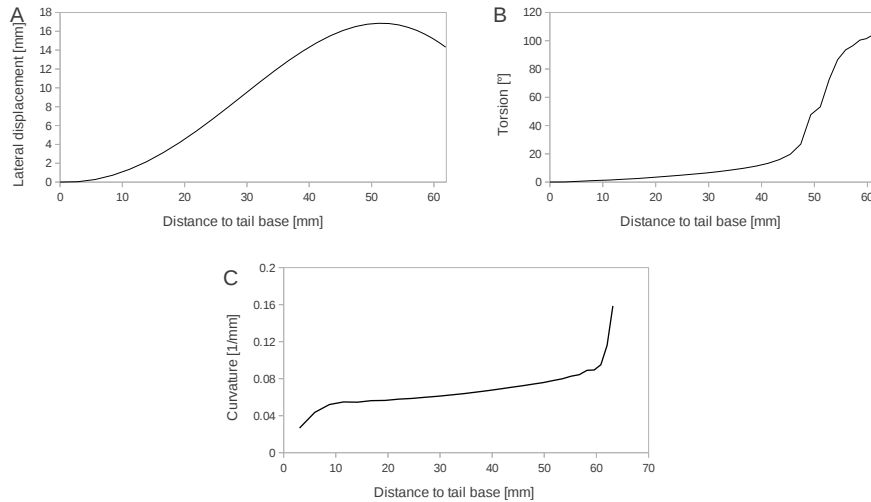 A
Lateral displacement [mm]
18
16
14
12
10
8
6
4
2
0
0 10 20 30 40 50 60
Distance to tail base [mm]
B
Torsion [°]
120
100
80
60
40
20
0
0 10 20 30 40 50 60
Distance to tail base [mm]
C
Curvature [1/mm]
0.2
0.16
0.12
0.08
0.04
0
0 10 20 30 40 50 60 70
Distance to tail base [mm]